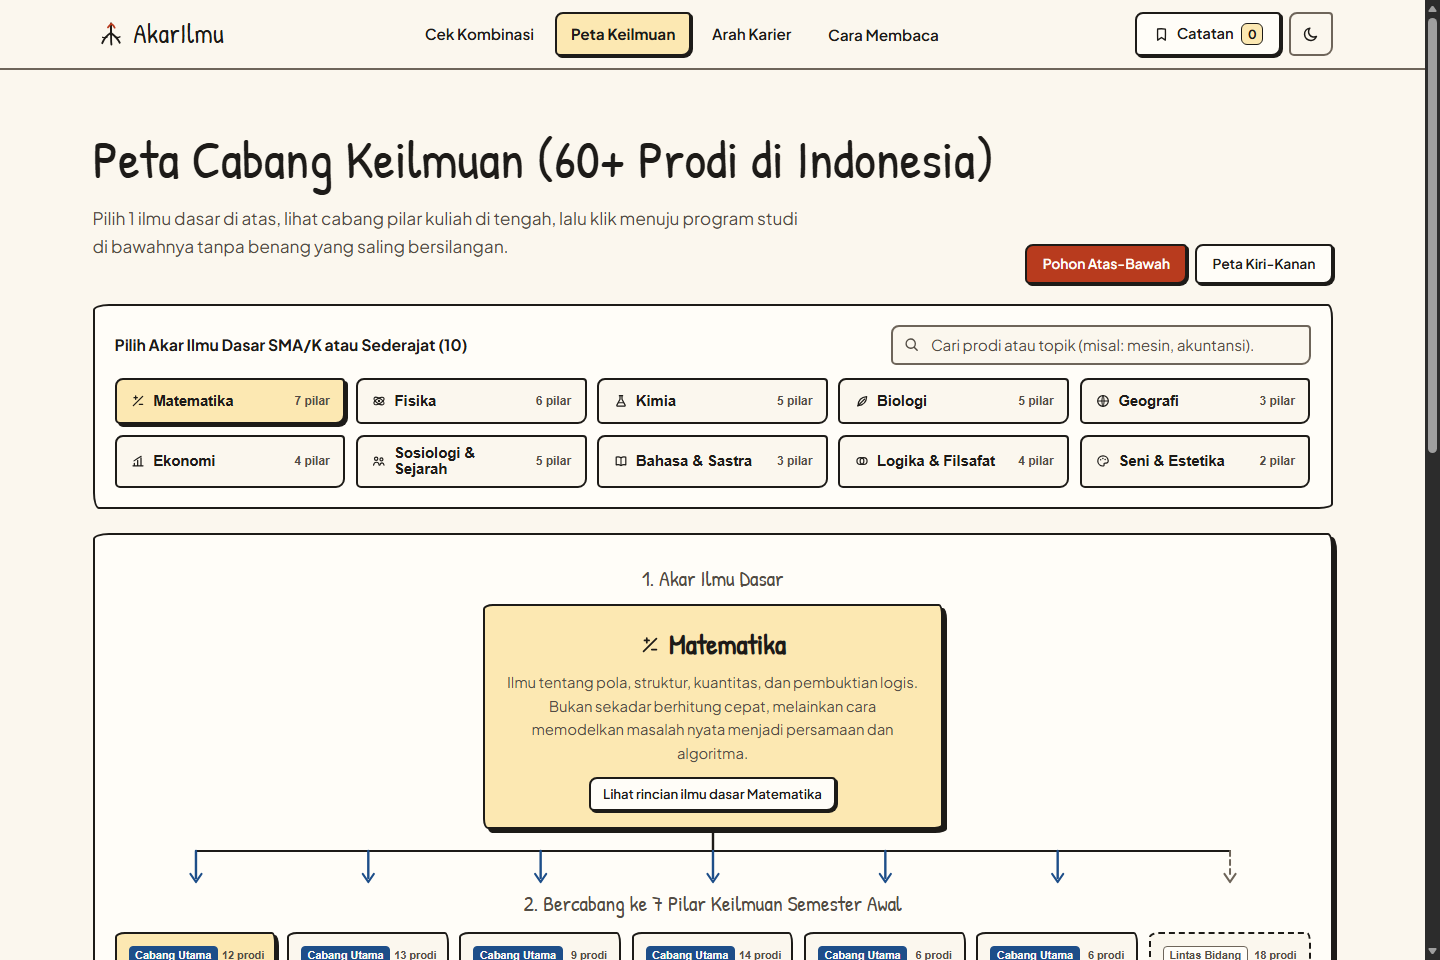 AkarIlmu
Cek Kombinasi
Peta Keilmuan
Arah Karier
Cara Membaca
Catatan 0
Peta Cabang Keilmuan (60+ Prodi di Indonesia)
Pilih 1 ilmu dasar di atas, lihat cabang pilar kuliah di tengah, lalu klik menuju program studi
di bawahnya tanpa benang yang saling bersilangan.
Pohon Atas-Bawah
Peta Kiri-Kanan
Pilih Akar Ilmu Dasar SMA/K atau Sederajat (10)
Cari prodi atau topik (misal: mesin, akuntansi).
Matematika 7 pilar
Fisika 6 pilar
Kimia 5 pilar
Biologi 5 pilar
Geografi 3 pilar
Ekonomi 4 pilar
Sosiologi &
Sejarah
5 pilar
Bahasa & Sastra 3 pilar
Logika & Filsafat 4 pilar
Seni & Estetika 2 pilar
1. Akar Ilmu Dasar
Matematika
Ilmu tentang pola, struktur, kuantitas, dan pembuktian logis.
Bukan sekadar berhitung cepat, melainkan cara
memodelkan masalah nyata menjadi persamaan dan
algoritma.
Lihat rincian ilmu dasar Matematika
2. Bercabang ke 7 Pilar Keilmuan Semester Awal
Cabang Utama 12 prodi
Cabang Utama 13 prodi
Cabang Utama 9 prodi
Cabang Utama 14 prodi
Cabang Utama 6 prodi
Cabang Utama 6 prodi
Lintas Bidang 18 prodi